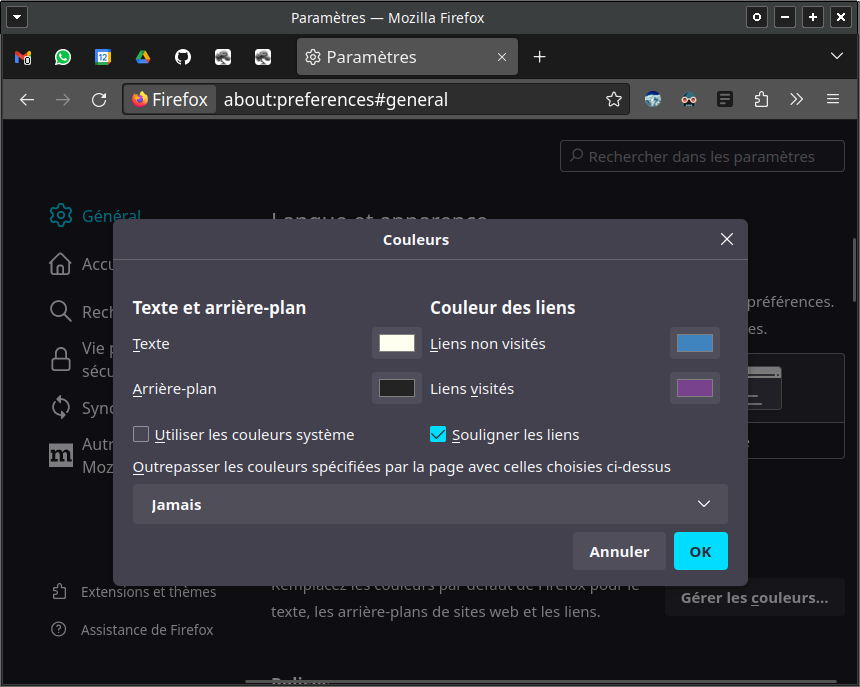 Paramètres — Mozilla Firefox
12
Paramètres
Firefox
about:preferences#general
Rechercher dans les paramètres
Général
Langue et apparence
Accu
Couleurs
Texte et arrière-plan
Couleur des liens
préférences.
Rech
es.
Texte
Liens non visités
Vie p
sécu
Arrière-plan
Liens visités
Sync
Utiliser les couleurs système
Souligner les liens
Autr
m
Moz
Outrepasser les couleurs spécifiées par la page avec celles choisies ci-dessus
Jamais
Annuler
OK
Remplacez les couleurs par défaut de Firefox pour le
texte, les arrière-plans de sites web et les liens.
Gérer les couleurs...
Extensions et thèmes
Assistance de Firefox